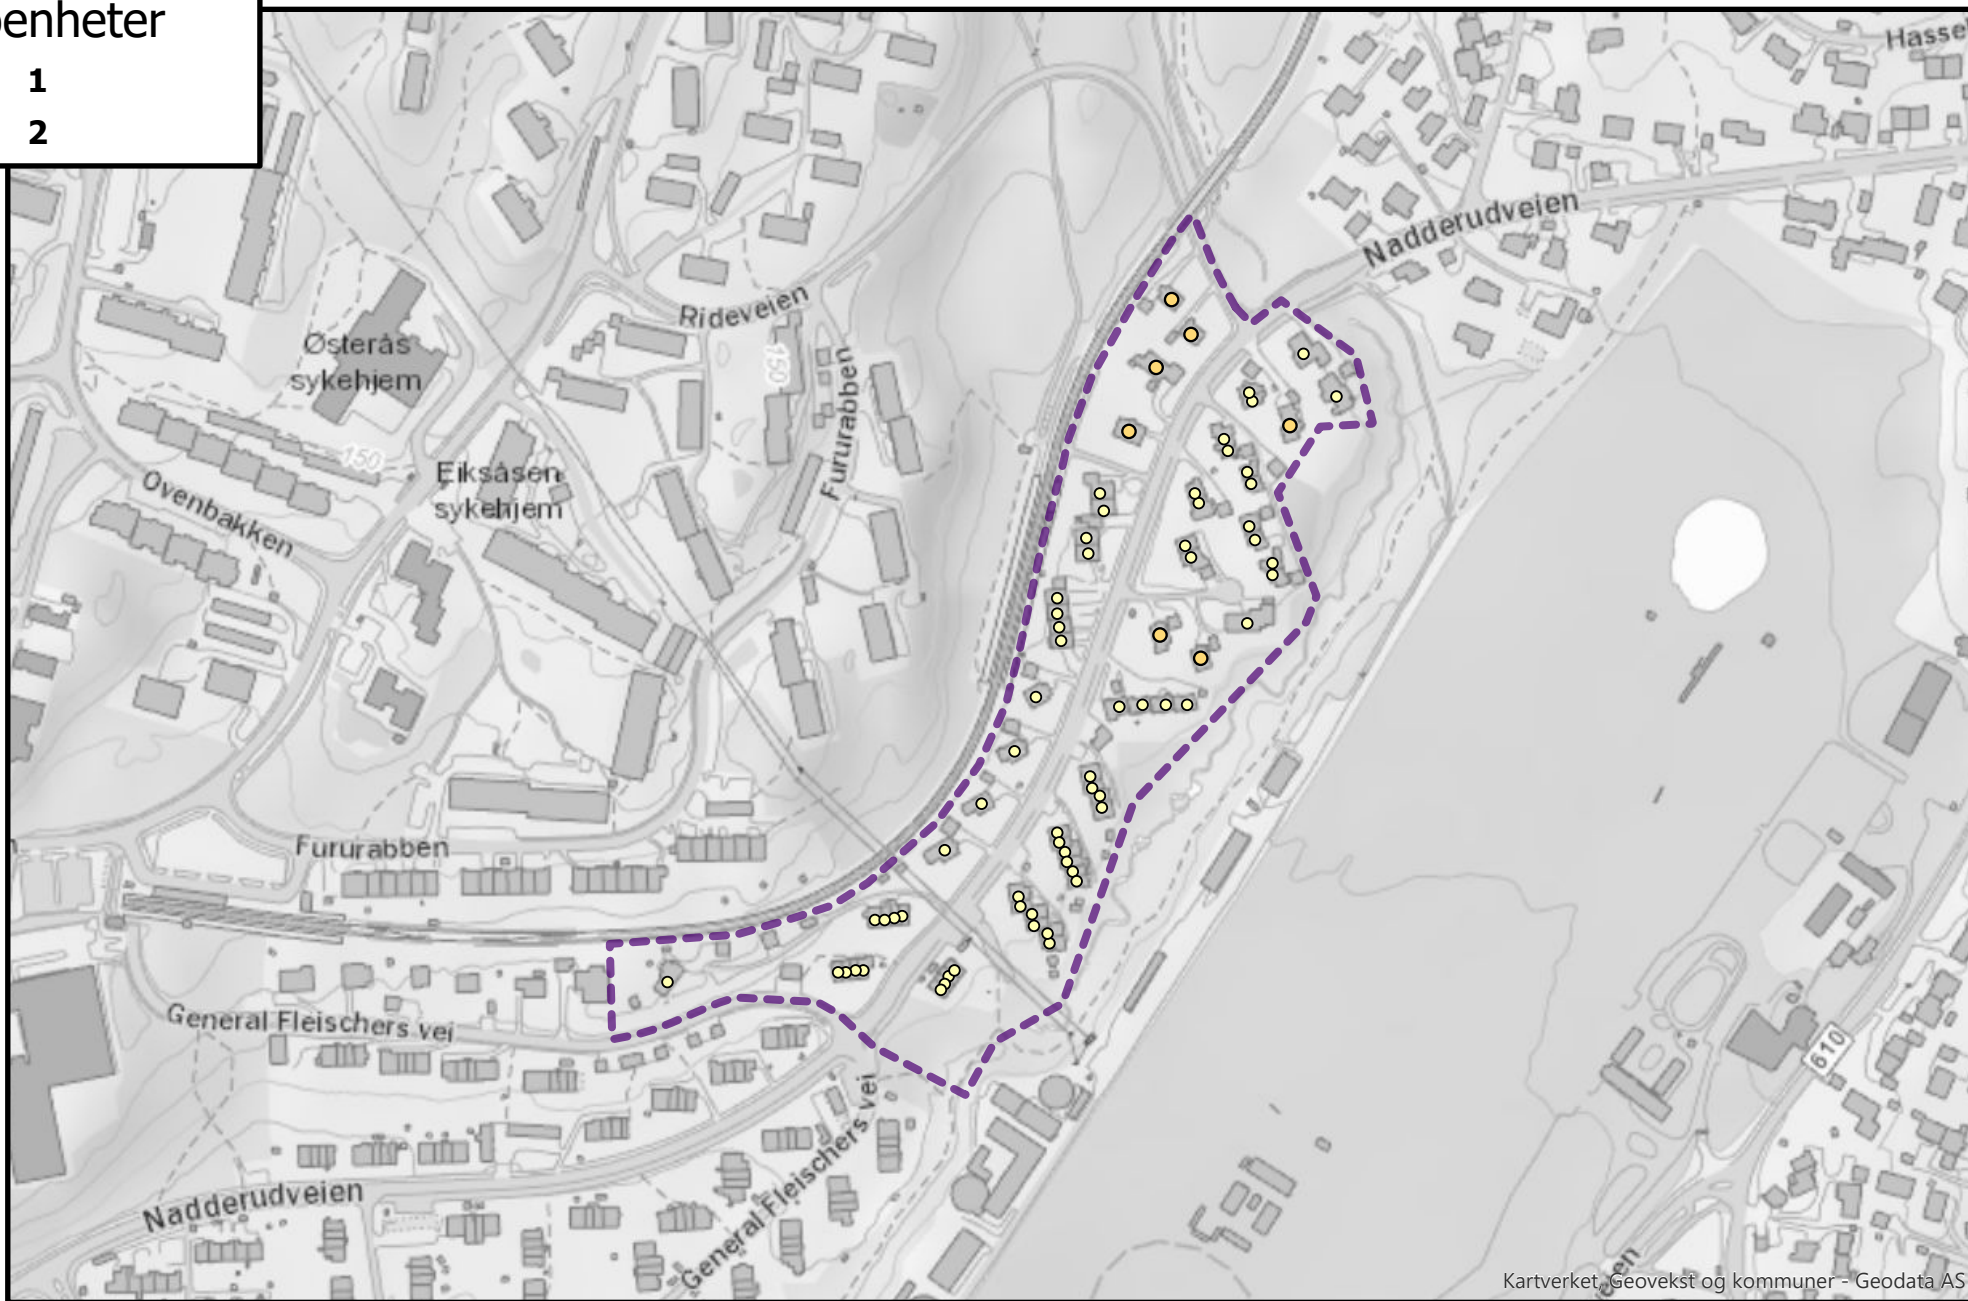 enheter
1
2
Hassel
Nadderudveien
Rideveien
Østerås
sykehjem
150
Fururabben
150
Eiksåsen
sykehjem
Ovenbakken
Fururabben
General Fleischers vei
610
General Fleischers vei
Nadderudveien
Kartverket, Geovekst og kommuner - Geodata AS